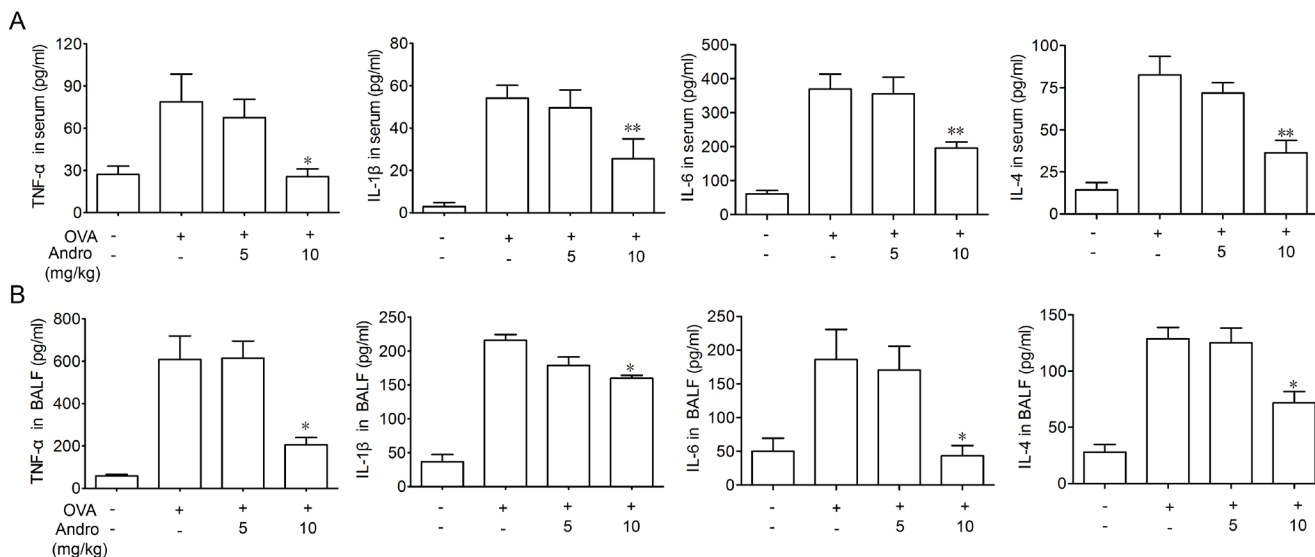 A
TNF-α in serum (pg/ml)
120
90
60
30
0
*
OVA - + + +
Andro - - 5 10
(mg/kg)
IL-1β in serum (pg/ml)
80
60
40
20
0
**
- + + +
- - 5 10
IL-6 in serum (pg/ml)
500
400
300
200
100
0
**
- + + +
- - 5 10
IL-4 in serum (pg/ml)
100
75
50
25
0
**
- + + +
- - 5 10
B
TNF-α in BALF (pg/ml)
800
600
400
200
0
*
OVA - + + +
Andro - - 5 10
(mg/kg)
IL-1β in BALF (pg/ml)
250
200
150
100
50
0
*
- + + +
- - 5 10
IL-6 in BALF (pg/ml)
250
200
150
100
50
0
*
- + + +
- - 5 10
IL-4 in BALF (pg/ml)
150
100
50
0
*
- + + +
- - 5 10